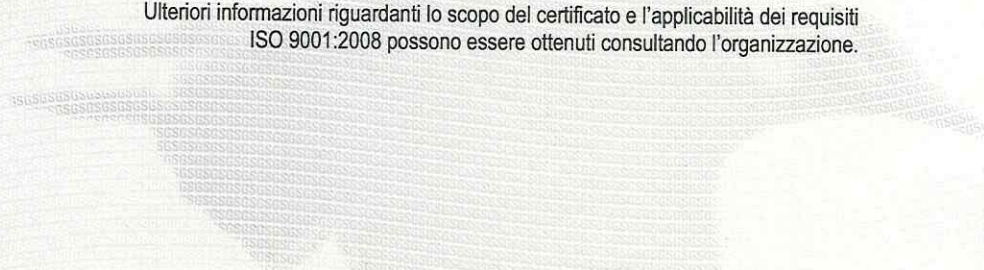 Ulteriori informazioni riguardanti lo scopo del certificato e l'applicabilità dei requisiti
ISO 9001:2008 possono essere ottenuti consultando l'organizzazione.